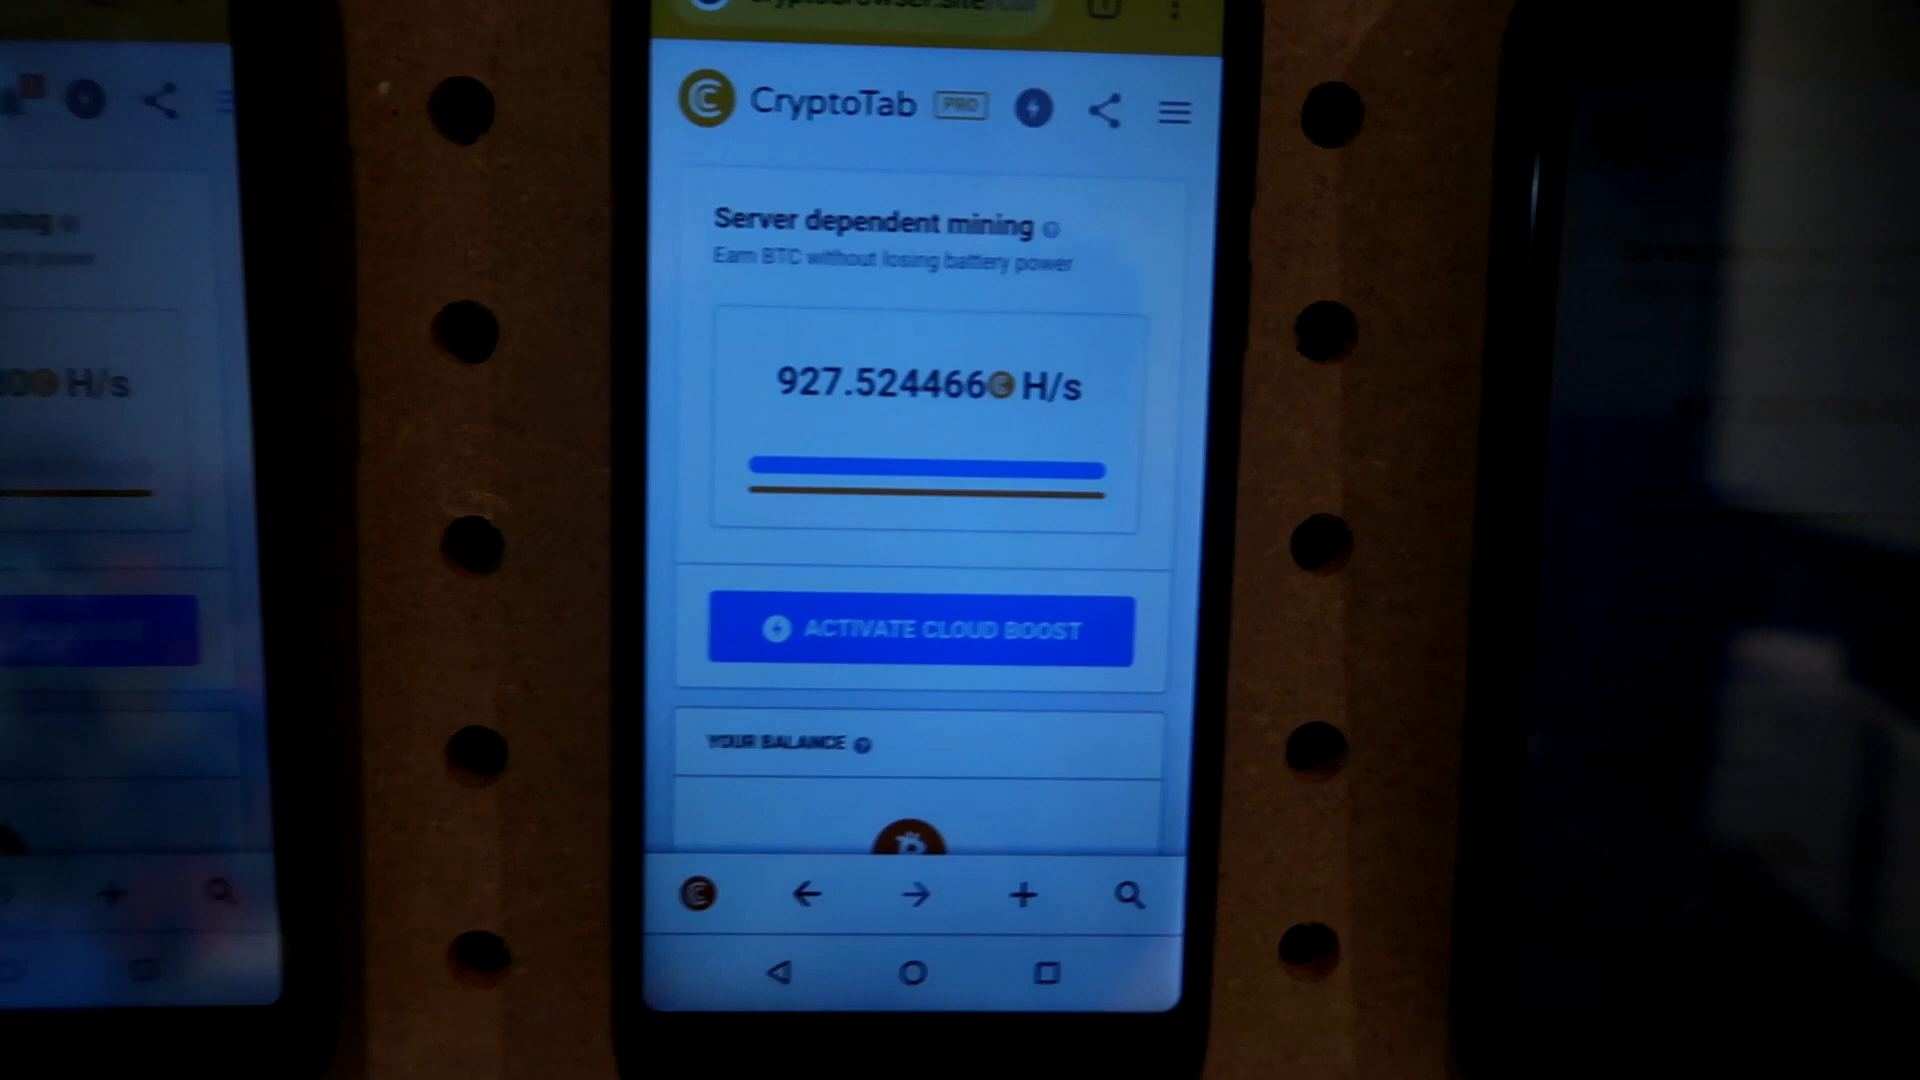 CryptoTab PRO
Server dependent mining
Earn BTC without losing battery power
927.524466 H/s
ACTIVATE CLOUD BOOST
YOUR BALANCE
H/s